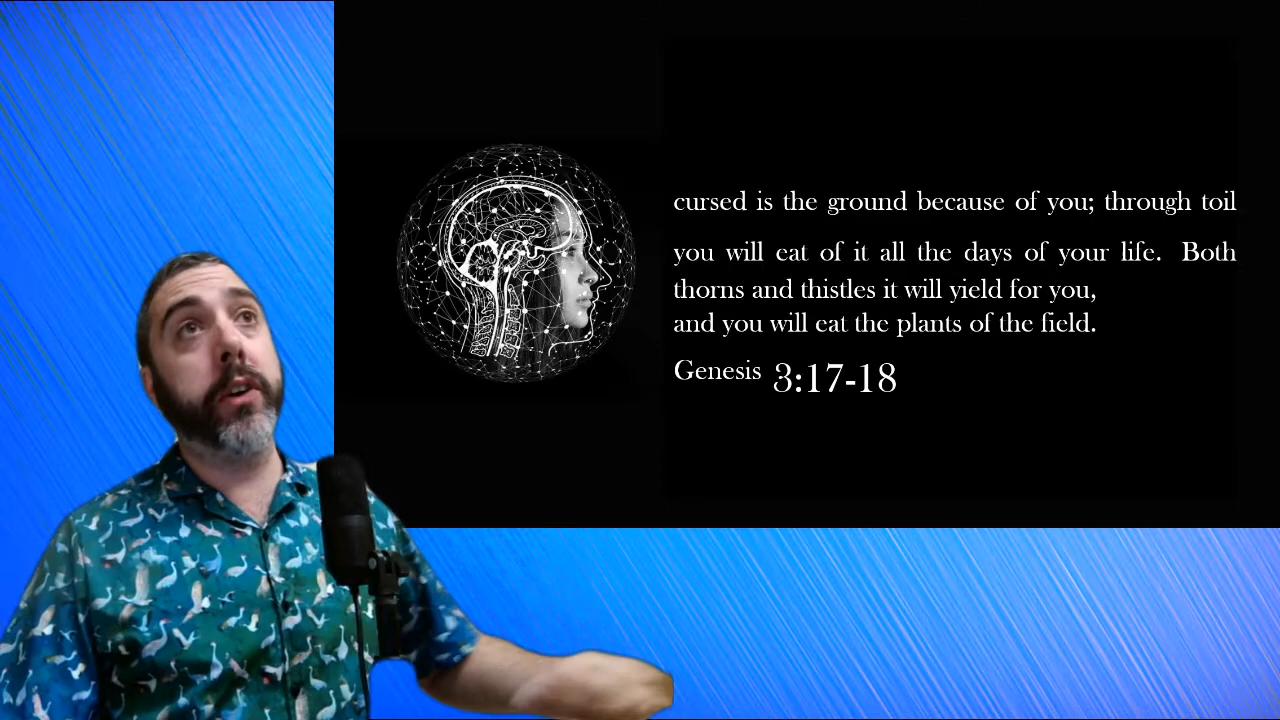 cursed is the ground because of you; through toil
you will eat of it all the days of your life. Both
thorns and thistles it will yield for you,
and you will eat the plants of the field.
Genesis 3:17-18